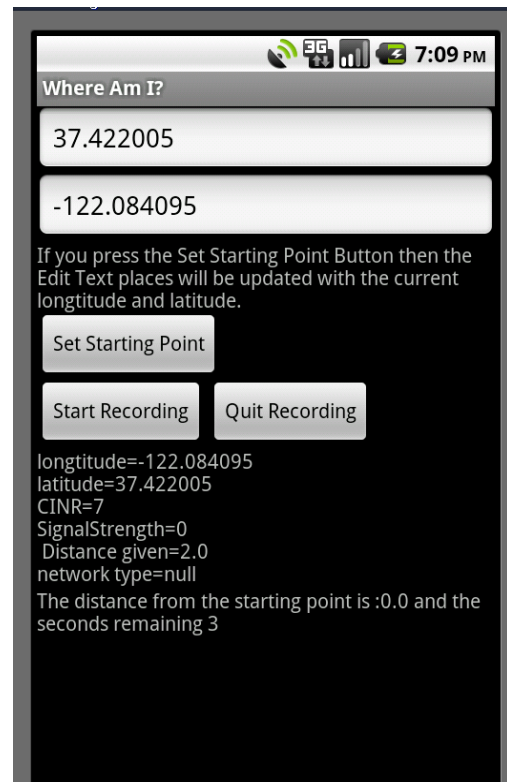 3G 7:09 PM
Where Am I?
37.422005
-122.084095
If you press the Set Starting Point Button then the
Edit Text places will be updated with the current
longtitude and latitude.
Set Starting Point
Start Recording Quit Recording
longtitude=-122.084095
latitude=37.422005
CINR=7
SignalStrength=0
Distance given=2.0
network type=null
The distance from the starting point is :0.0 and the
seconds remaining 3